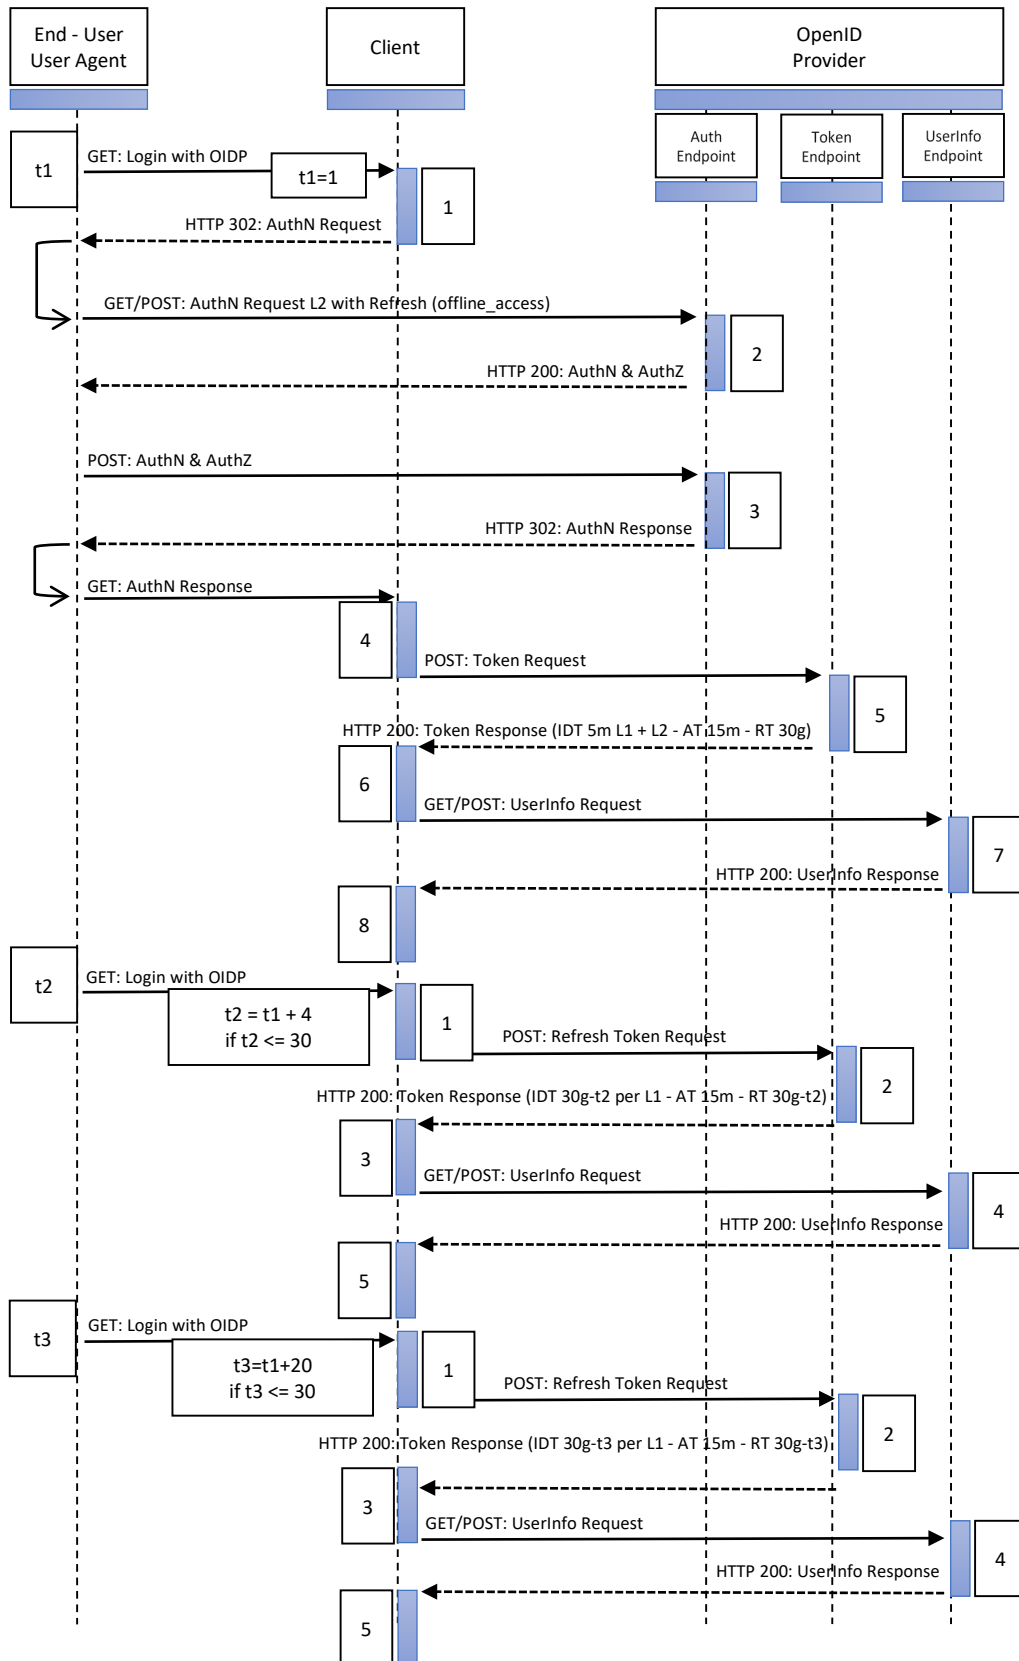 End - User
User Agent
Client
OpenID
Provider
Auth
Endpoint
Token
Endpoint
UserInfo
Endpoint
t1
GET: Login with OIDP
t1=1
1
HTTP 302: AuthN Request
GET/POST: AuthN Request L2 with Refresh (offline_access)
2
HTTP 200: AuthN & AuthZ
POST: AuthN & AuthZ
3
HTTP 302: AuthN Response
GET: AuthN Response
4
POST: Token Request
5
HTTP 200: Token Response (IDT 5m L1 + L2 - AT 15m - RT 30g)
6
GET/POST: UserInfo Request
7
HTTP 200: UserInfo Response
8
t2
GET: Login with OIDP
t2 = t1 + 4
if t2 <= 30
1
POST: Refresh Token Request
2
HTTP 200: Token Response (IDT 30g-t2 per L1 - AT 15m - RT 30g-t2)
3
GET/POST: UserInfo Request
4
HTTP 200: UserInfo Response
5
t3
GET: Login with OIDP
t3=t1+20
if t3 <= 30
1
POST: Refresh Token Request
2
HTTP 200: Token Response (IDT 30g-t3 per L1 - AT 15m - RT 30g-t3)
3
GET/POST: UserInfo Request
4
HTTP 200: UserInfo Response
5